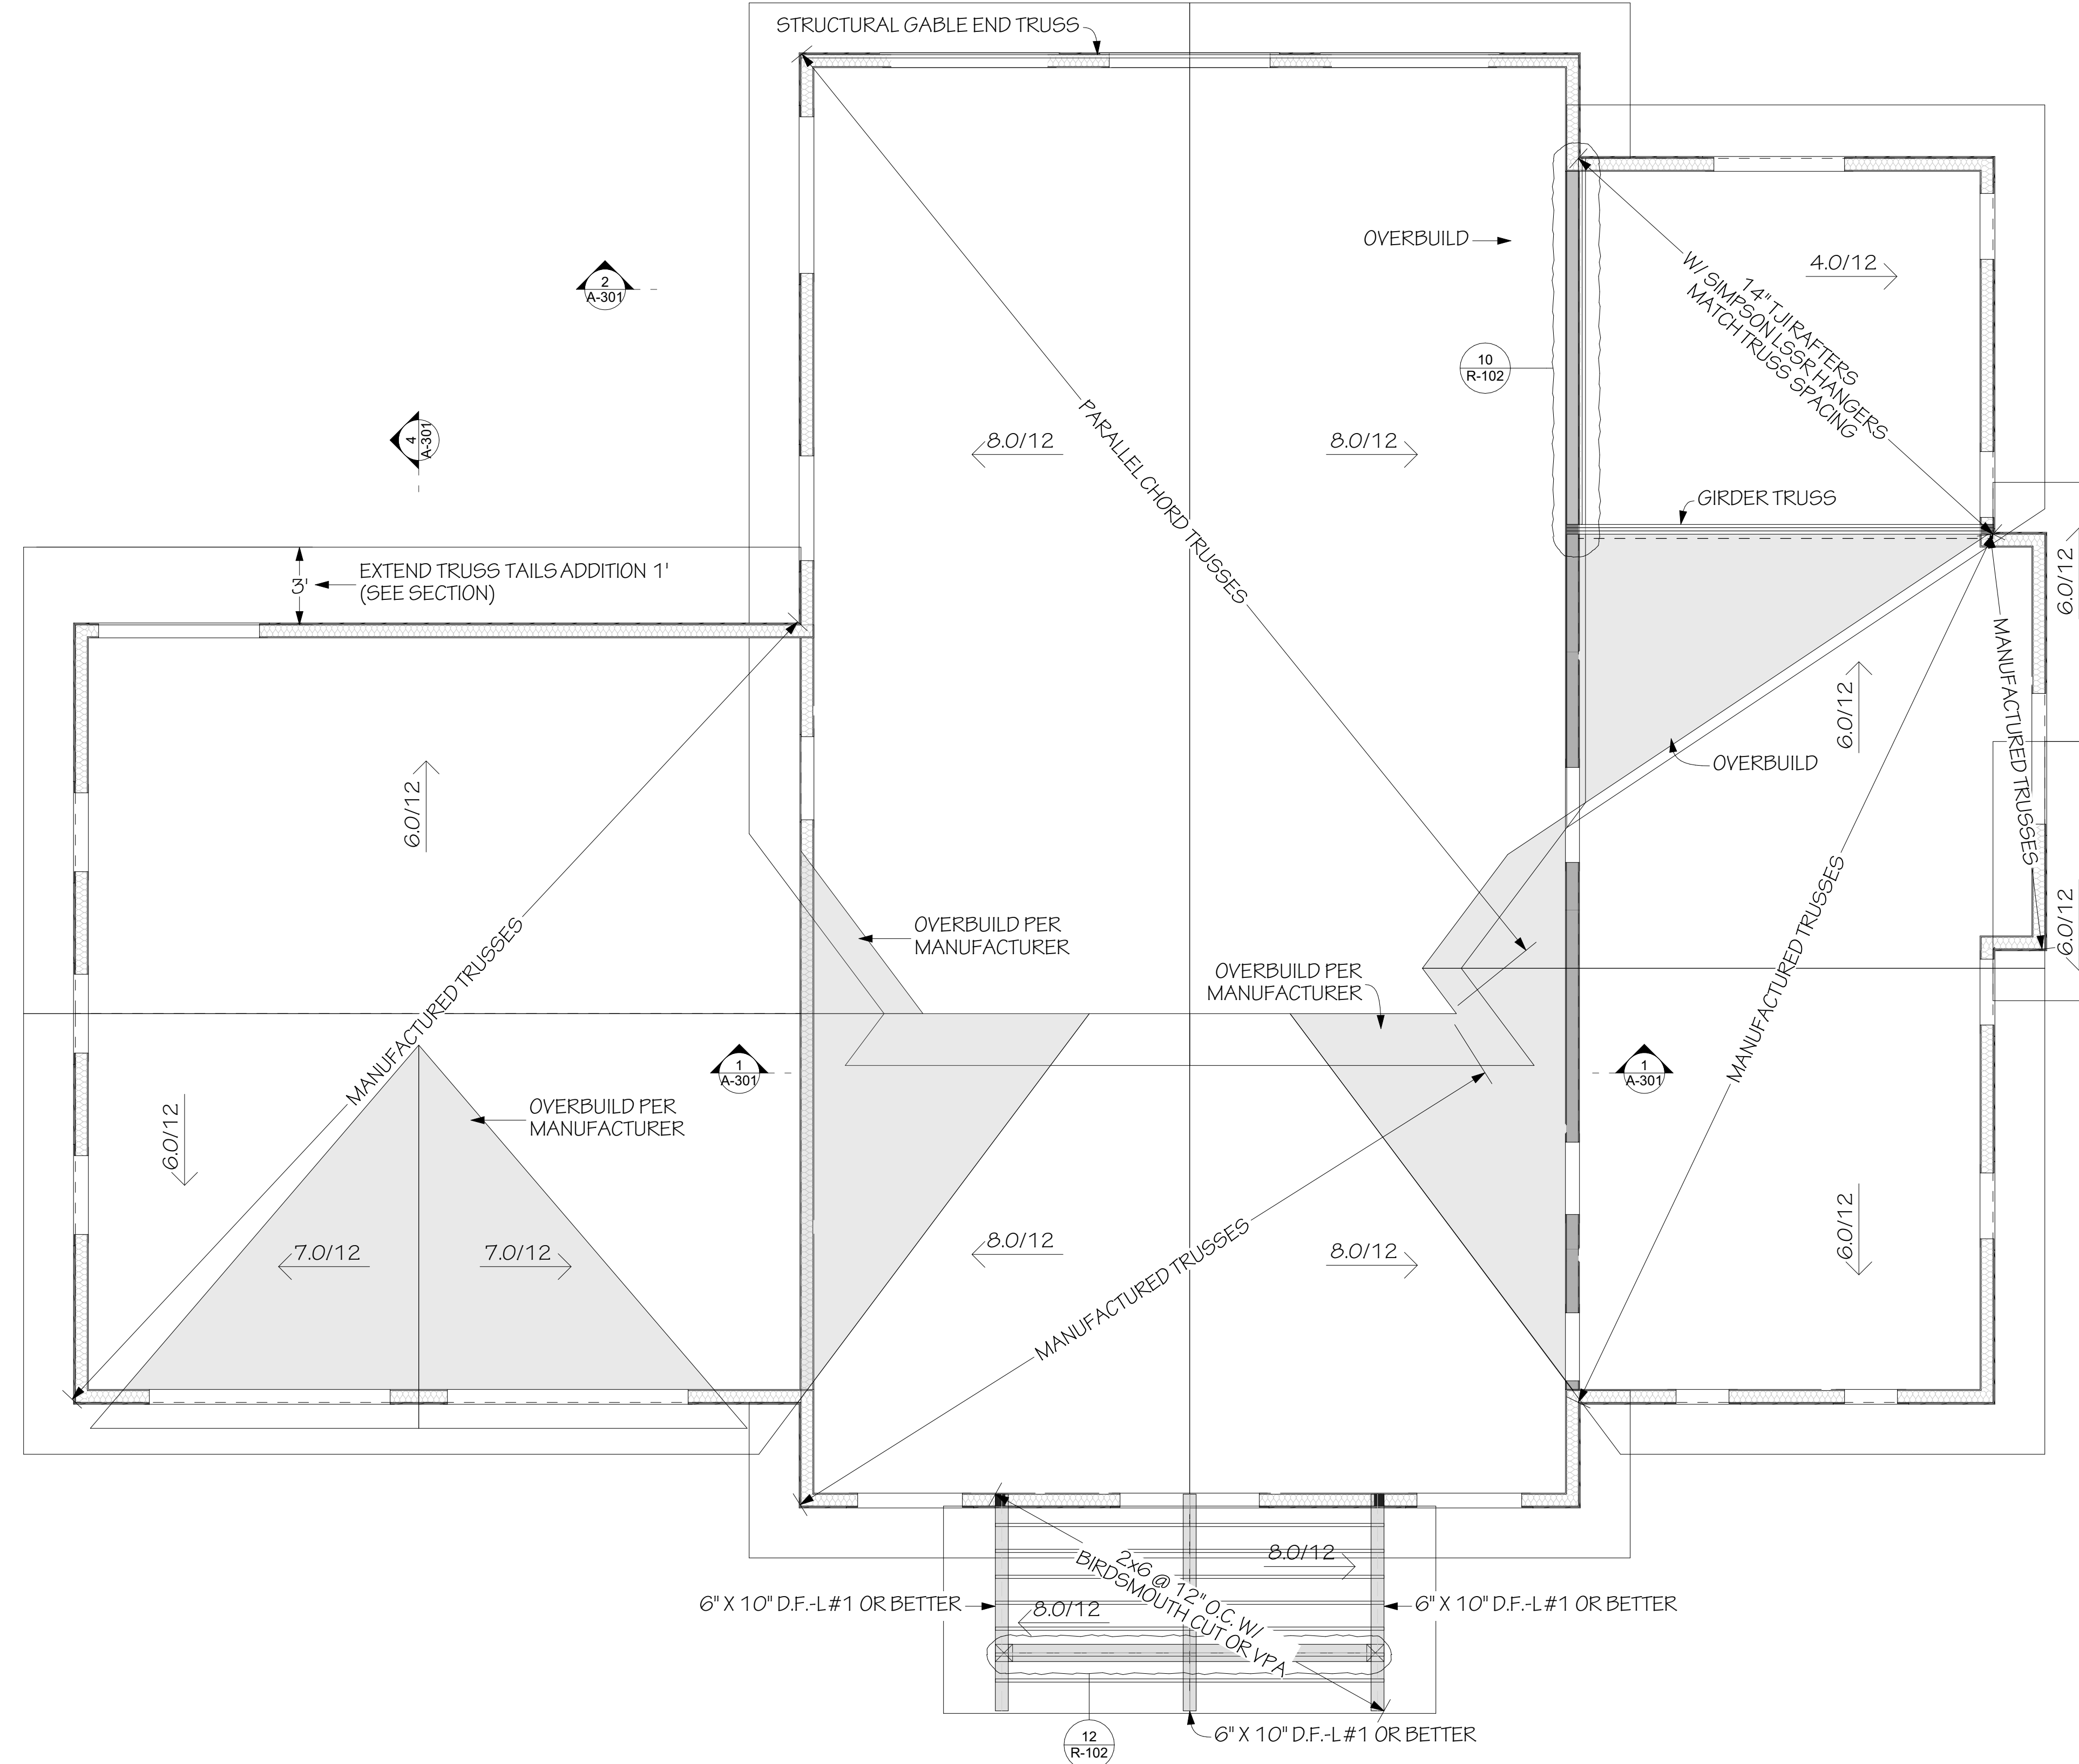 STRUCTURAL GABLE END TRUSS
OVERBUILD
4.0/12
14" TJI RAFTERS
W/ SIMPSON LSSR HANGERS
MATCH TRUSS SPACING
2
A-301
10
R-102
4
A-301
8.0/12
8.0/12
PARALLEL CHORD TRUSSES
GIRDER TRUSS
3'
EXTEND TRUSS TAILS ADDITION 1'
(SEE SECTION)
6.0/12
MANUFACTURED TRUSSES
6.0/12
OVERBUILD
6.0/12
MANUFACTURED TRUSSES
OVERBUILD PER
MANUFACTURER
OVERBUILD PER
MANUFACTURER
MANUFACTURED TRUSSES
6.0/12
1
A-301
1
A-301
OVERBUILD PER
MANUFACTURER
6.0/12
7.0/12
7.0/12
8.0/12
8.0/12
MANUFACTURED TRUSSES
6.0/12
8.0/12
2x6 @ 12" O.C. W/
BIRDSMOUTH CUT OR VPA
6" X 10" D.F.-L #1 OR BETTER
8.0/12
6" X 10" D.F.-L #1 OR BETTER
6" X 10" D.F.-L #1 OR BETTER
12
R-102